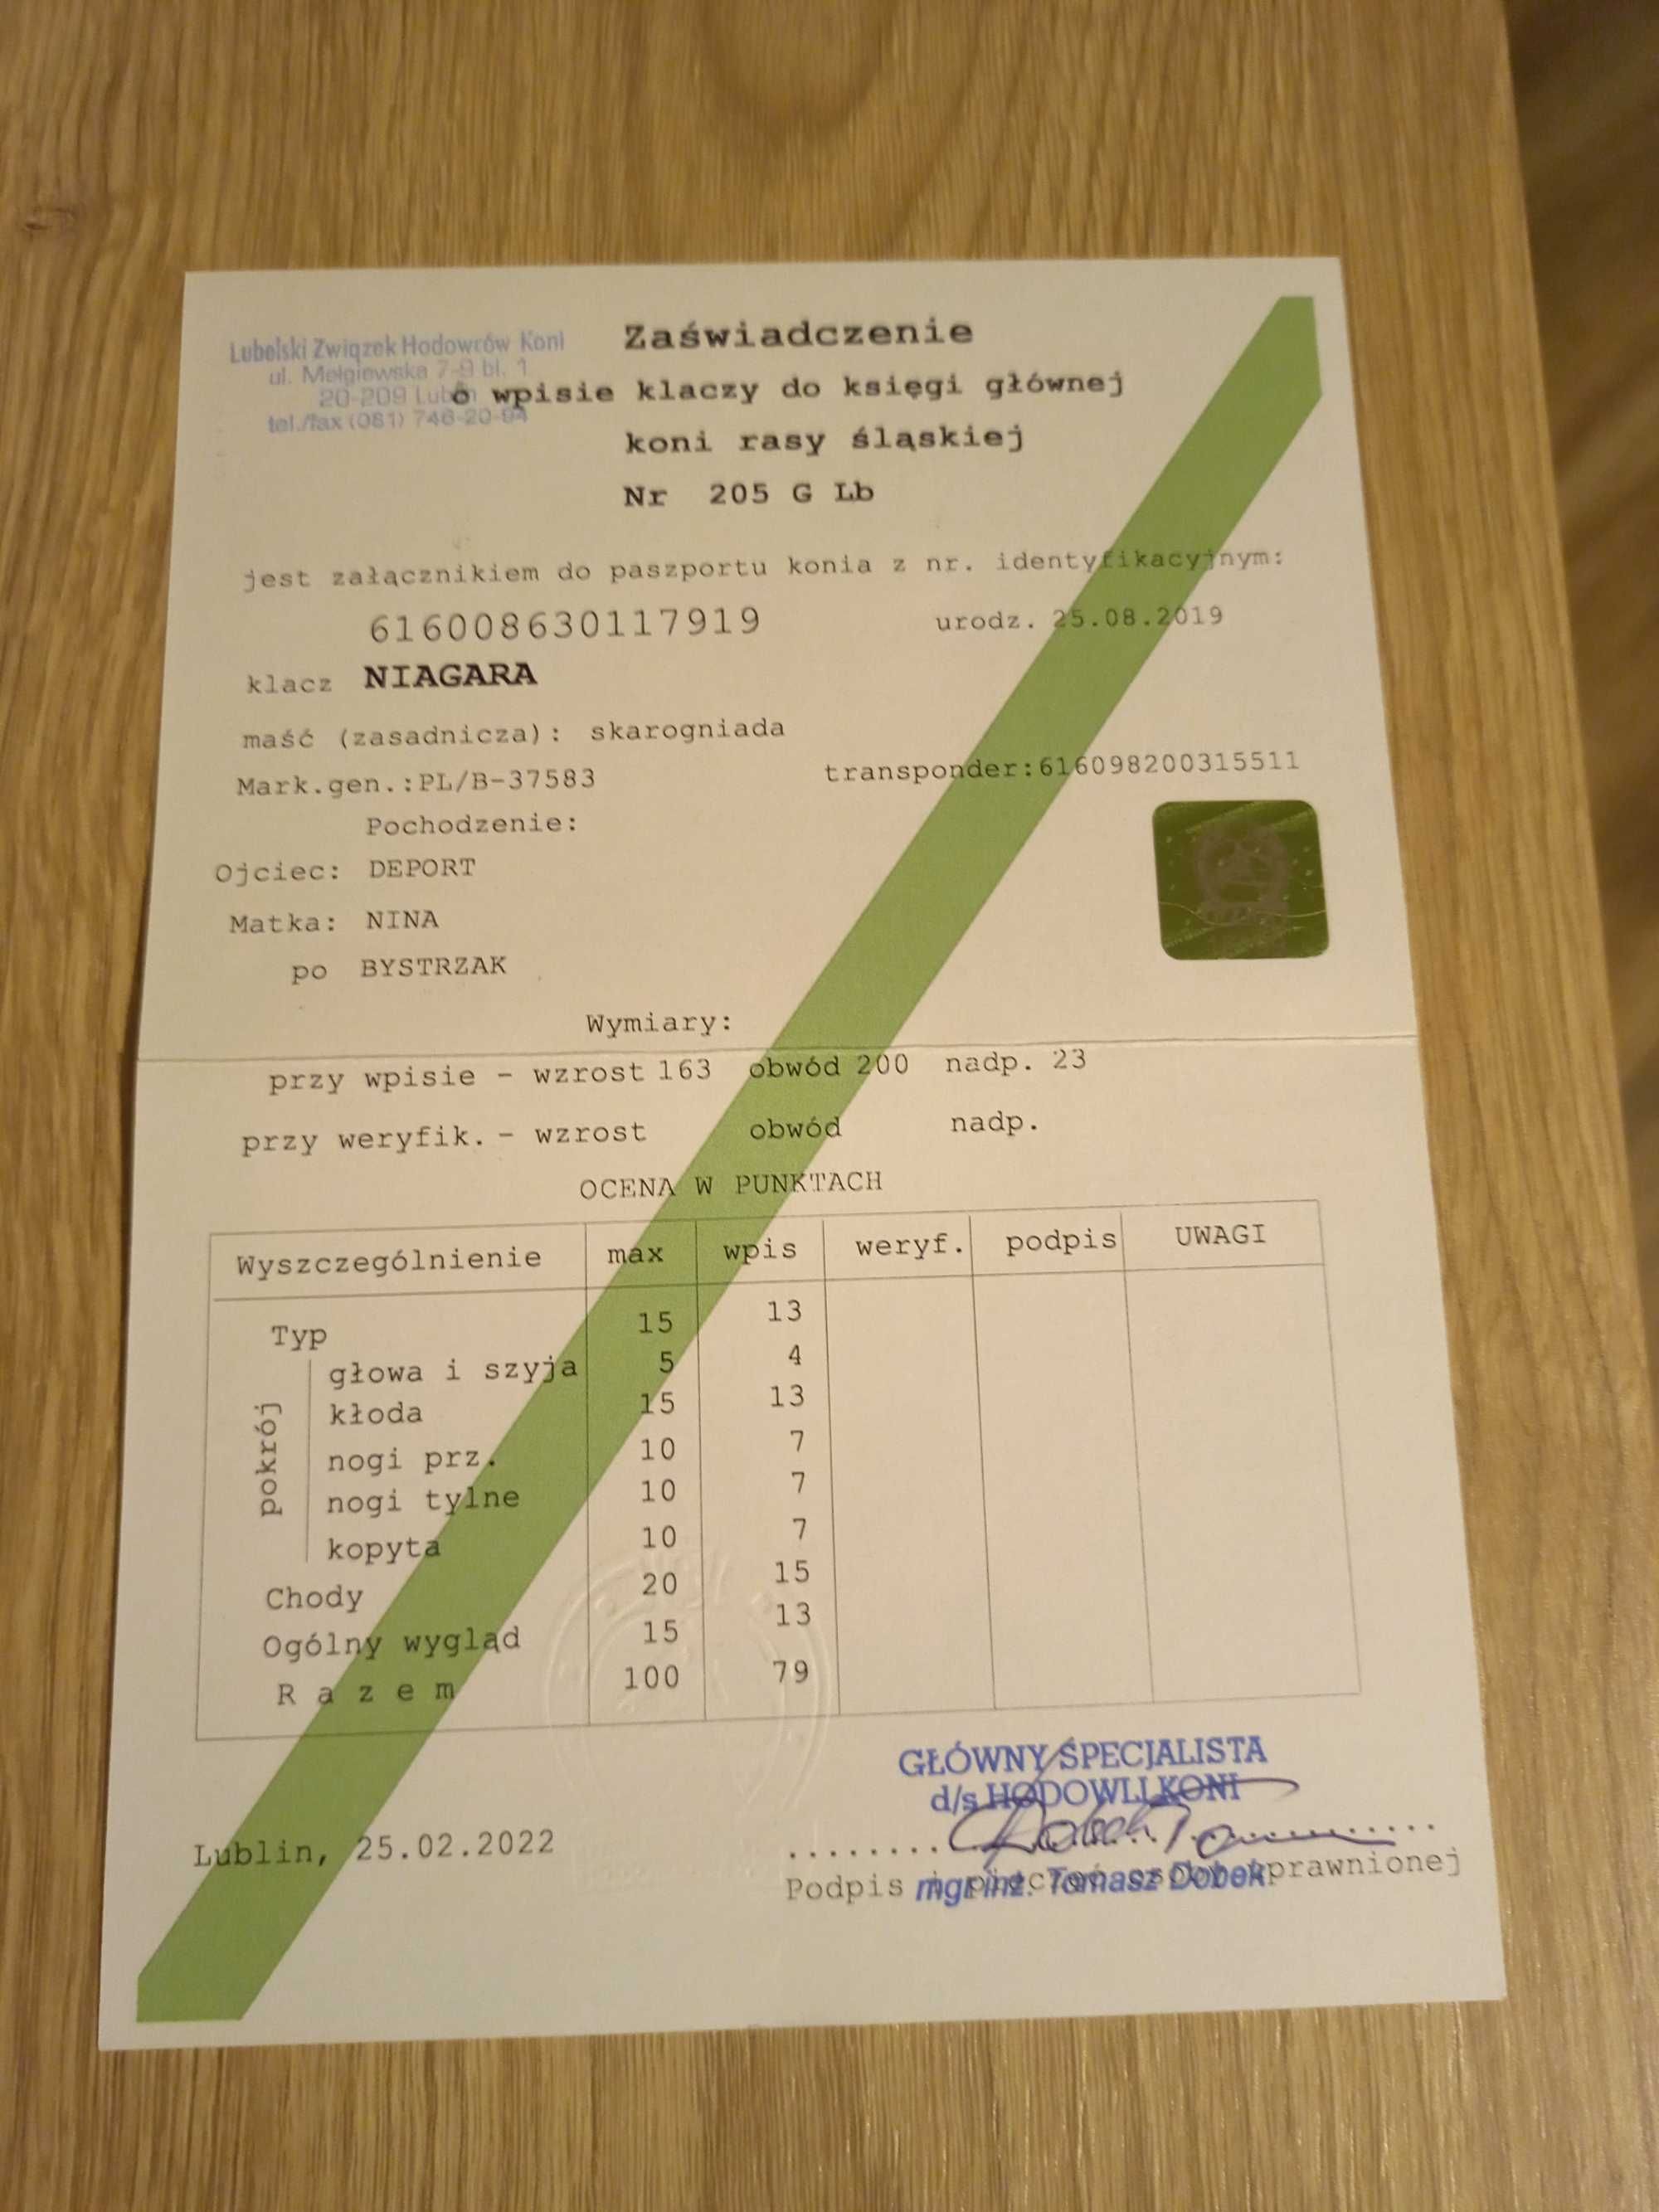 Lubelski Związek Hodowców Koni
ul. Mełgiewska 7-9 bl. 1
20-209 Lublin
tel./fax (081) 746-20-94
Zaświadczenie
o wpisie klaczy do księgi głównej
koni rasy śląskiej
Nr 205 G Lb
jest załącznikiem do paszportu konia z nr. identyfikacyjnym:
616008630117919 urodz. 25.08.2019
klacz NIAGARA
maść (zasadnicza): skarogniada
Mark.gen.:PL/B-37583 transponder:616098200315511
Pochodzenie:
Ojciec: DEPORT
Matka: NINA
po BYSTRZAK
Wymiary:
przy wpisie - wzrost 163 obwód 200 nadp. 23
przy weryfik. - wzrost obwód nadp.
OCENA W PUNKTACH
Wyszczególnienie max wpis weryf. podpis UWAGI
Typ 15 13
pokrój
głowa i szyja 5 4
kłoda 15 13
nogi prz. 10 7
nogi tylne 10 7
kopyta 10 7
Chody 20 15
Ogólny wygląd 15 13
R a z e m 100 79
GŁÓWNY SPECJALISTA
d/s HODOWLI KONI
Lublin, 25.02.2022
Podpis i pieczęć osoby uprawnionej
mgr inż. Tomasz Dobek